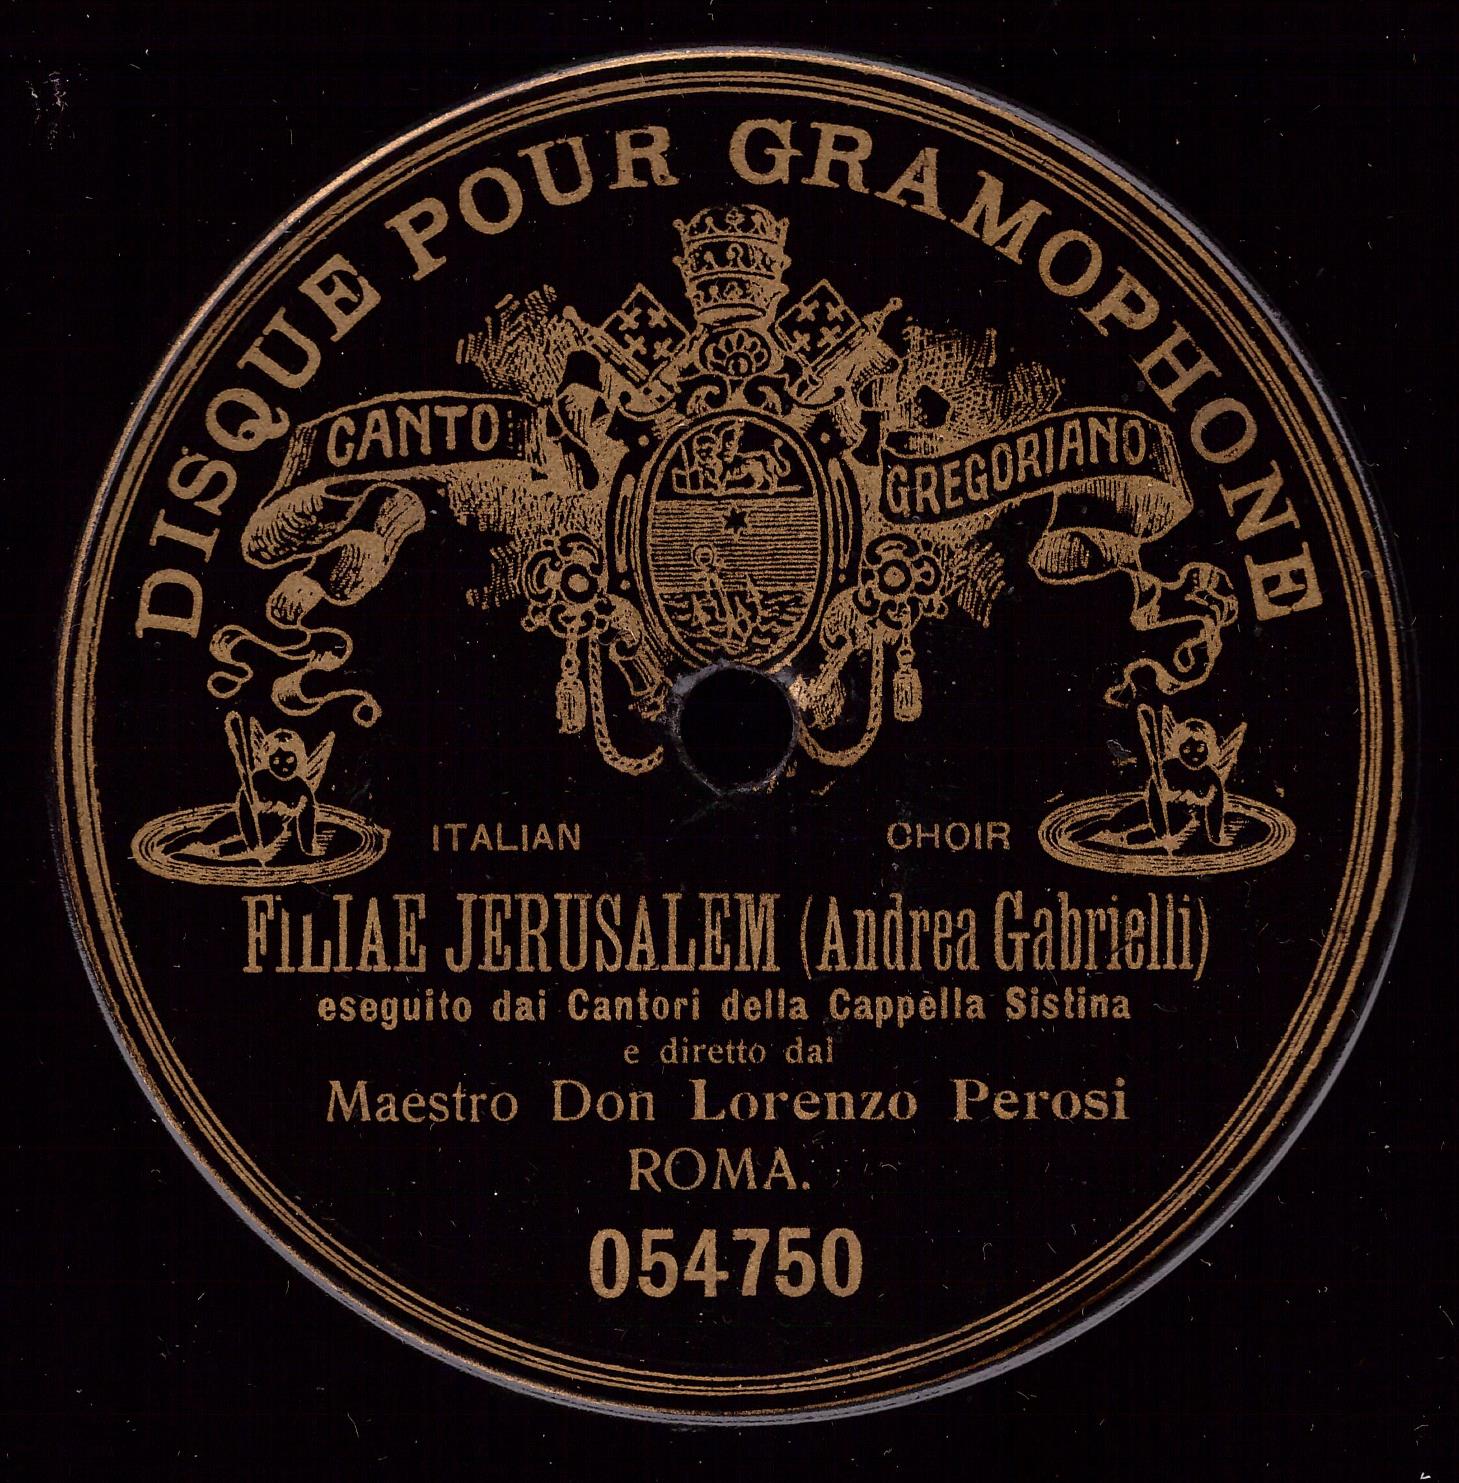 DISQUE POUR GRAMOPHONE
CANTO GREGORIANO
ITALIAN CHOIR
FILIAE JERUSALEM (Andrea Gabrielli)
eseguito dai Cantori della Cappèlla Sistina
e diretto dal
Maestro Don Lorenzo Perosi
ROMA.
054750